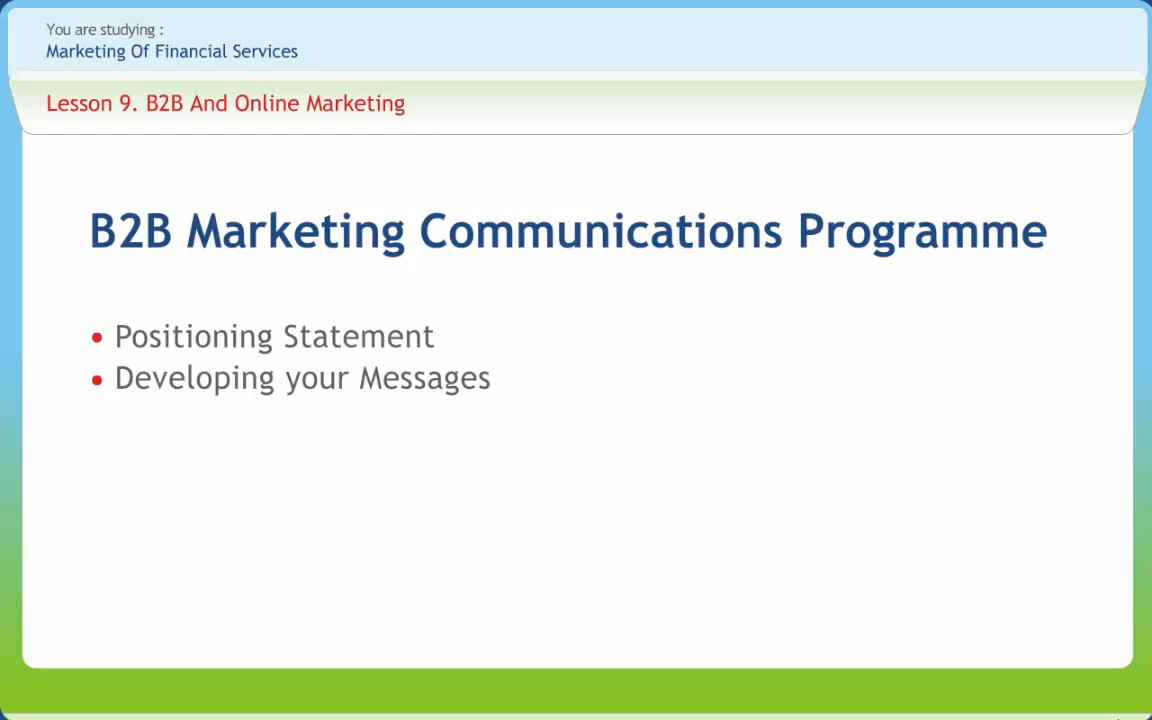 You are studying :
Marketing Of Financial Services
Lesson 9. B2B And Online Marketing
B2B Marketing Communications Programme
• Positioning Statement
• Developing your Messages